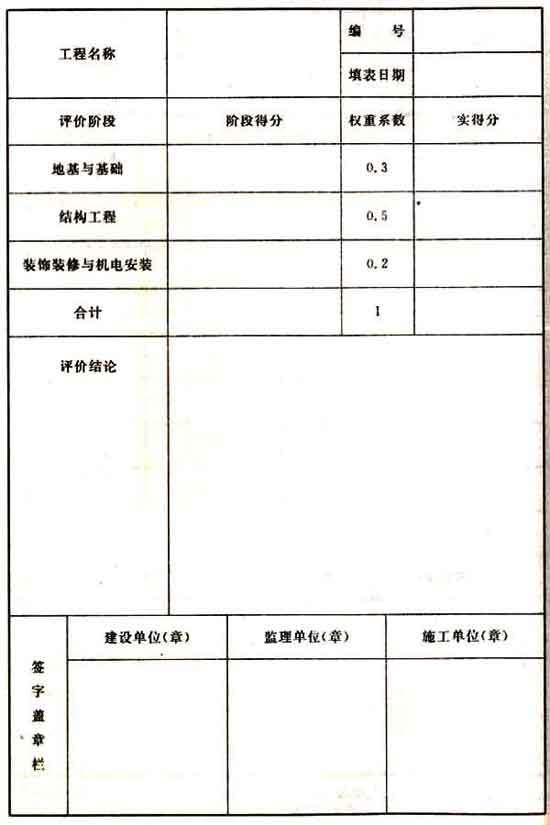 工程名称
编 号
填表日期
评价阶段 阶段得分 权重系数 实得分
地基与基础 0.3
结构工程 0.5
装饰装修与机电安装 0.2
合计 1
评价结论
签字盖章栏
建设单位(章) 监理单位(章) 施工单位(章)